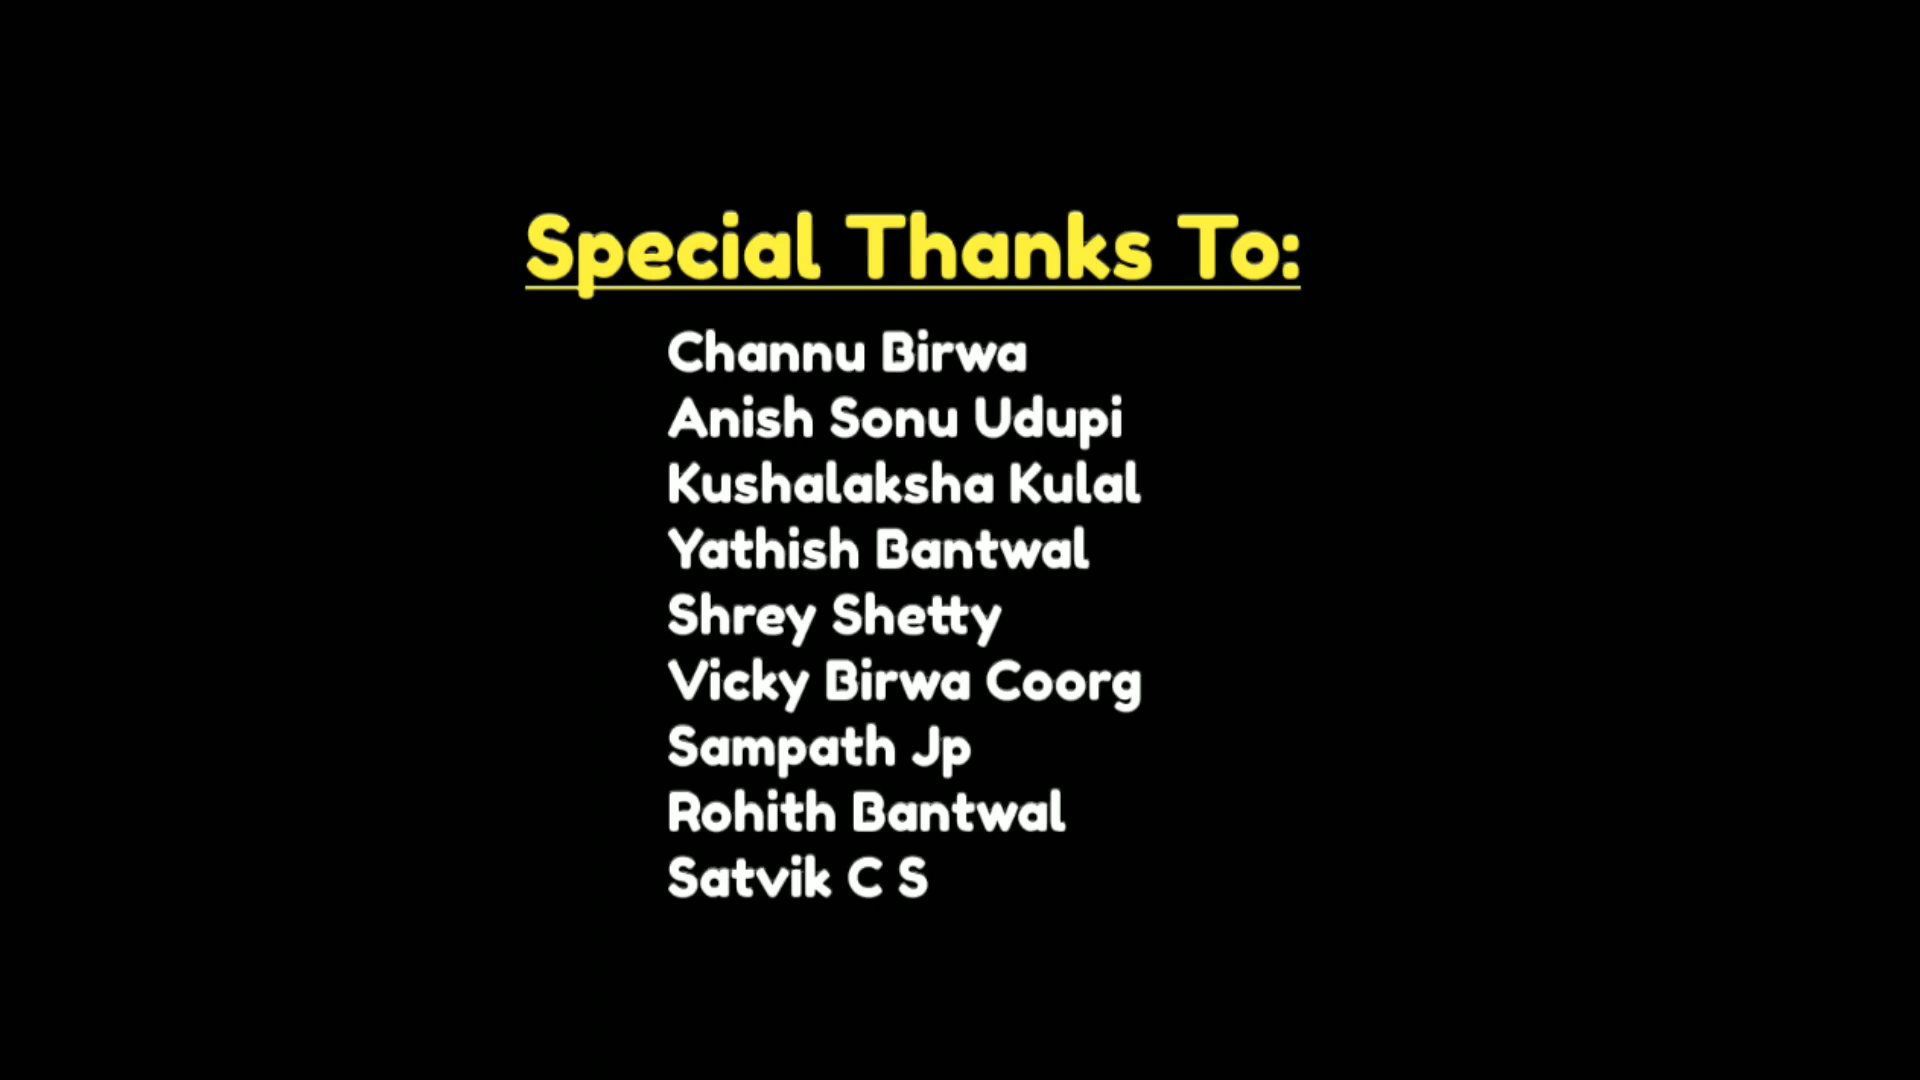 Special Thanks To:
Channu Birwa
Anish Sonu Udupi
Kushalaksha Kulal
Yathish Bantwal
Shrey Shetty
Vicky Birwa Coorg
Sampath Jp
Rohith Bantwal
Satvik C S